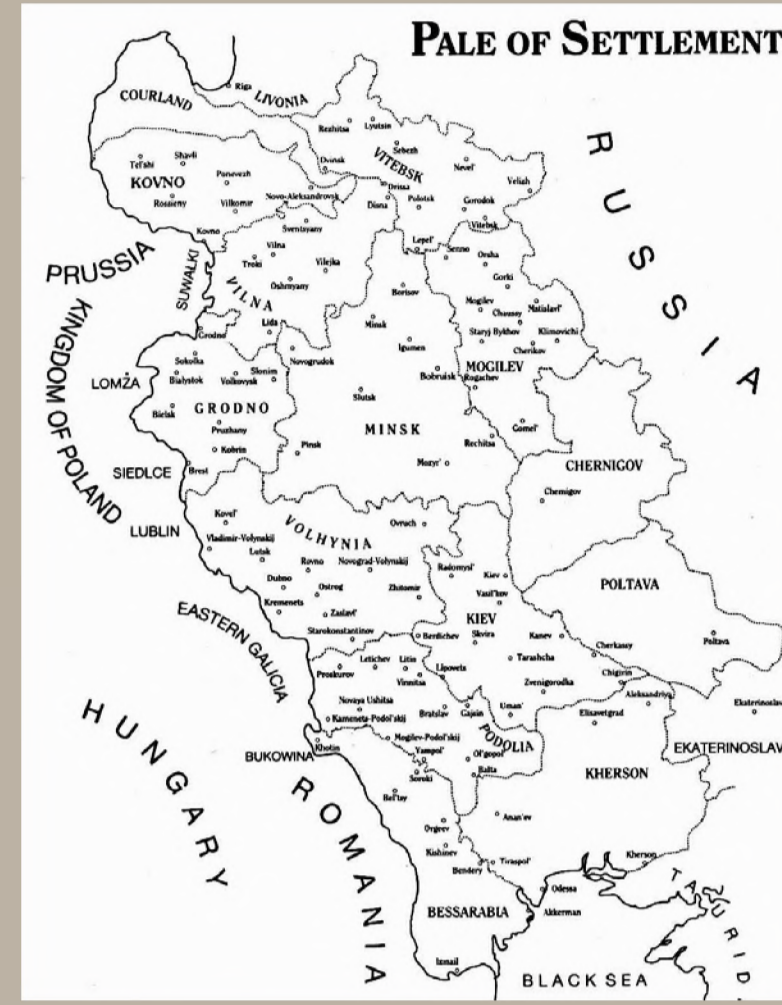 PALE OF SETTLEMENT
Riga
LIVONIA
COURLAND
Rezhitsa
Lyutsin
Sebezh
Dvinsk
VITEBSK
Nevel'
Velizh
Drissa
Disna
Polotsk
Gorodok
Vitebsk
Tel'shi
Shavli
Panevezh
KOVNO
Rossieny
Vilkomir
Novo-Aleksandrovsk
Kovno
Sventsyany
Vilna
Troki
Vilejka
Oshmyany
VILNA
Lida
RUSSIA
PRUSSIA
SUWALKI
KINGDOM OF POLAND
LOMŻA
SIEDLCE
LUBLIN
Lepel'
Senno
Orsha
Gorki
Borisov
Mogilev
Chaussy
Mstislavl'
Staryj Bykhov
Klimovichi
Cherikov
MOGILEV
Rogachev
Gomel'
Minsk
Igumen
Bobruisk
Novogrudok
Slutsk
MINSK
Pinsk
Rechitsa
Mozyr'
Grodno
Sokolka
Bialystok
Volkovysk
Slonim
Bielsk
GRODNO
Pruzhany
Kobrin
Brest
CHERNIGOV
Chernigov
Kovel'
VOLHYNIA
Ovruch
Vladimir-Volynskij
Lutsk
Rovno
Novograd-Volynskij
Dubno
Ostrog
Zhitomir
Kremenets
Zaslavl'
Starokonstantinov
Radomysl'
Kiev
Vasil'kov
KIEV
Berdichev
Skvira
Kanev
Tarashcha
Cherkassy
Lipovets
Zvenigorodka
Chigirin
Uman'
POLTAVA
Poltava
EASTERN GALICIA
Proskurov
Letichev
Litin
Vinnitsa
Novaya Ushitsa
Kamenets-Podol'skij
Bratslav
Gajsin
PODOLIA
Mogilev-Podol'skij
Yampol'
Ol'gopol'
Balta
Aleksandriya
Elisavetgrad
Ekaterinoslav
EKATERINOSLAV
KHERSON
Anan'ev
Tiraspol'
Kherson
Odessa
HUNGARY
BUKOWINA
ROMANIA
Khotin
Soroki
Bel'tsy
Orgeev
Kishinev
Bendery
BESSARABIA
Akkerman
Izmail
TAURID
BLACK SEA